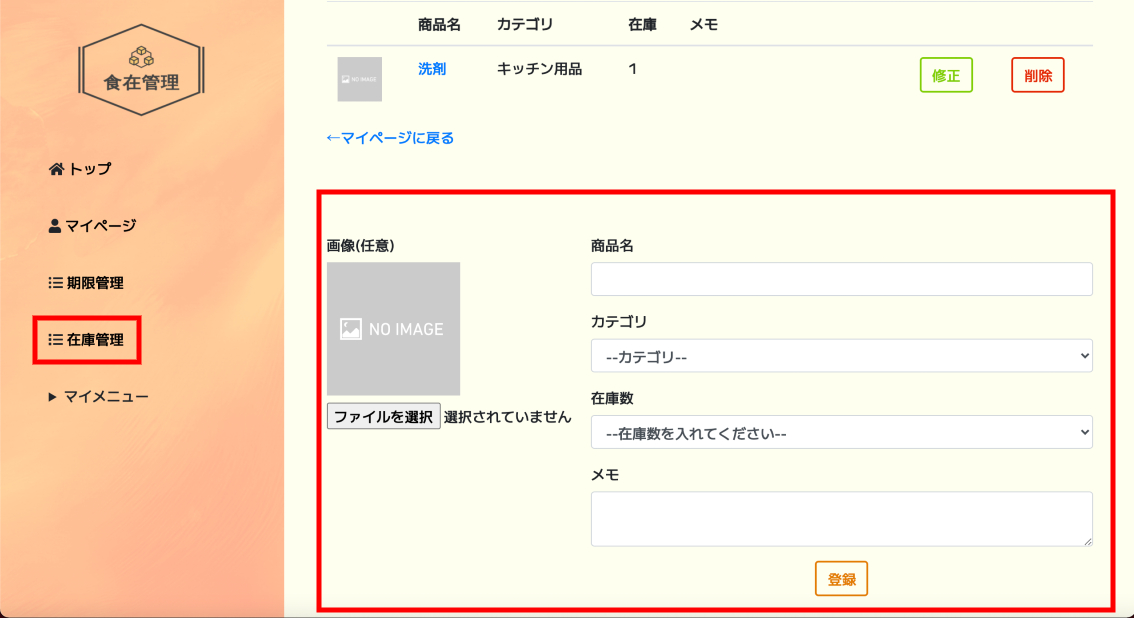 食在管理
トップ
マイページ
期限管理
在庫管理
▶ マイメニュー
商品名 カテゴリ 在庫 メモ
NO IMAGE 洗剤 キッチン用品 1 修正 削除
←マイページに戻る
画像(任意)
NO IMAGE
ファイルを選択 選択されていません
商品名
カテゴリ
--カテゴリ--
在庫数
--在庫数を入れてください--
メモ
登録